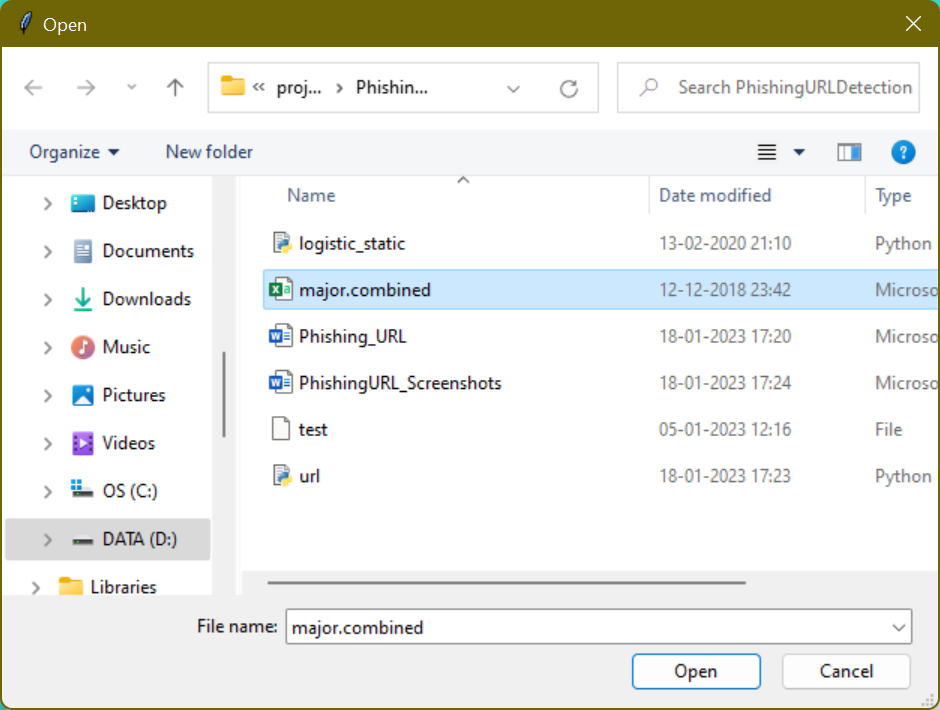 Open
« proj... › Phishin...
Search PhishingURLDetection
Organize
New folder
Name
Date modified
Type
Desktop
Documents
Downloads
Music
Pictures
Videos
OS (C:)
DATA (D:)
Libraries
logistic_static 13-02-2020 21:10 Python
major.combined 12-12-2018 23:42 Microso
Phishing_URL 18-01-2023 17:20 Microso
PhishingURL_Screenshots 18-01-2023 17:24 Microso
test 05-01-2023 12:16 File
url 18-01-2023 17:23 Python
File name: major.combined
Open
Cancel